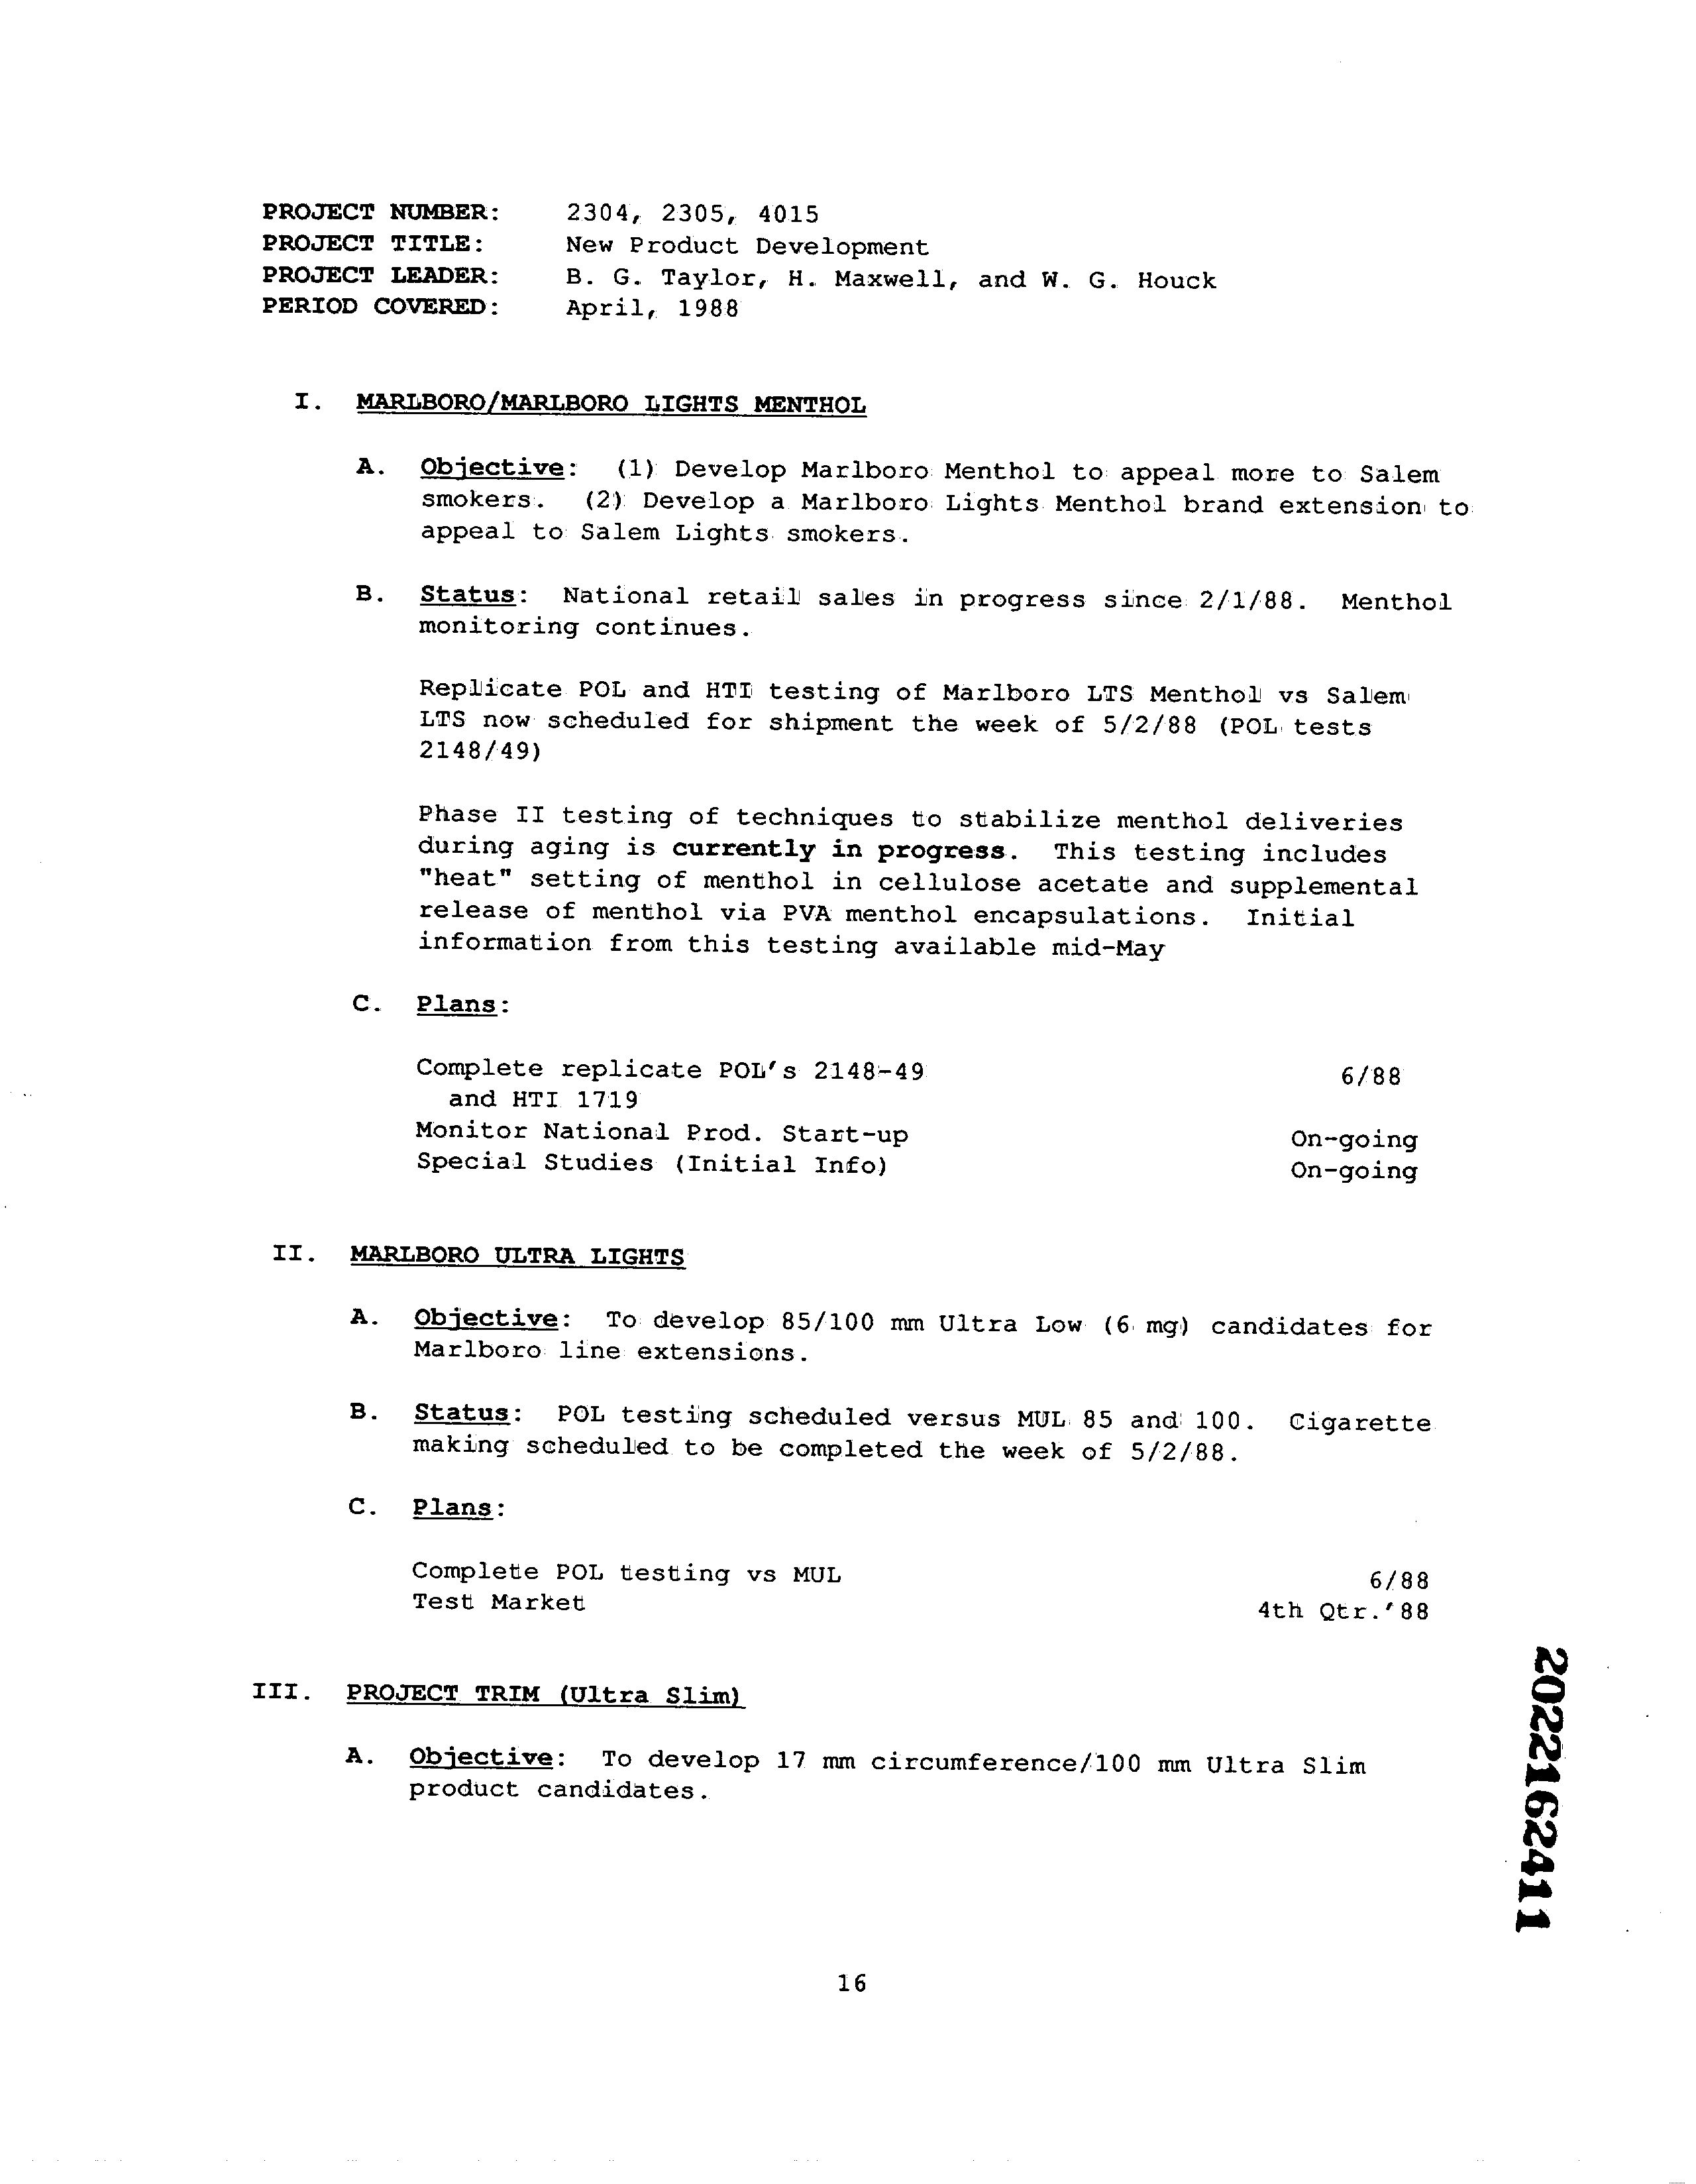 PROJECT NUMBER: 2304, 2305, 4015
PROJECT TITLE: New Product Development
PROJECT LEADER: B. G. Taylor, H. Maxwell, and W. G. Houck
PERIOD COVERED: April, 1988
I. MARLBORO/MARLBORO LIGHTS MENTHOL
A. Objective: (1) Develop Marlboro Menthol to appeal more to Salem
smokers. (2) Develop a Marlboro Lights Menthol brand extension to
appeal to Salem Lights smokers.
B. Status: National retail sales in progress since 2/1/88. Menthol
monitoring continues.
Replicate POL and HTI testing of Marlboro LTS Menthol vs Salem
LTS now scheduled for shipment the week of 5/2/88 (POL tests
2148/49)
Phase II testing of techniques to stabilize menthol deliveries
during aging is currently in progress. This testing includes
"heat" setting of menthol in cellulose acetate and supplemental
release of menthol via PVA menthol encapsulations. Initial
information from this testing available mid-May
C. Plans:
Complete replicate POL's 2148-49 6/88
and HTI 1719
Monitor National Prod. Start-up On-going
Special Studies (Initial Info) On-going
II. MARLBORO ULTRA LIGHTS
A. Objective: To develop 85/100 mm Ultra Low (6 mg) candidates for
Marlboro line extensions.
B. Status: POL testing scheduled versus MUL 85 and 100. Cigarette
making scheduled to be completed the week of 5/2/88.
C. Plans:
Complete POL testing vs MUL 6/88
Test Market 4th Qtr.'88
III. PROJECT TRIM (Ultra Slim)
A. Objective: To develop 17 mm circumference/100 mm Ultra Slim
product candidates.
2022162411
16